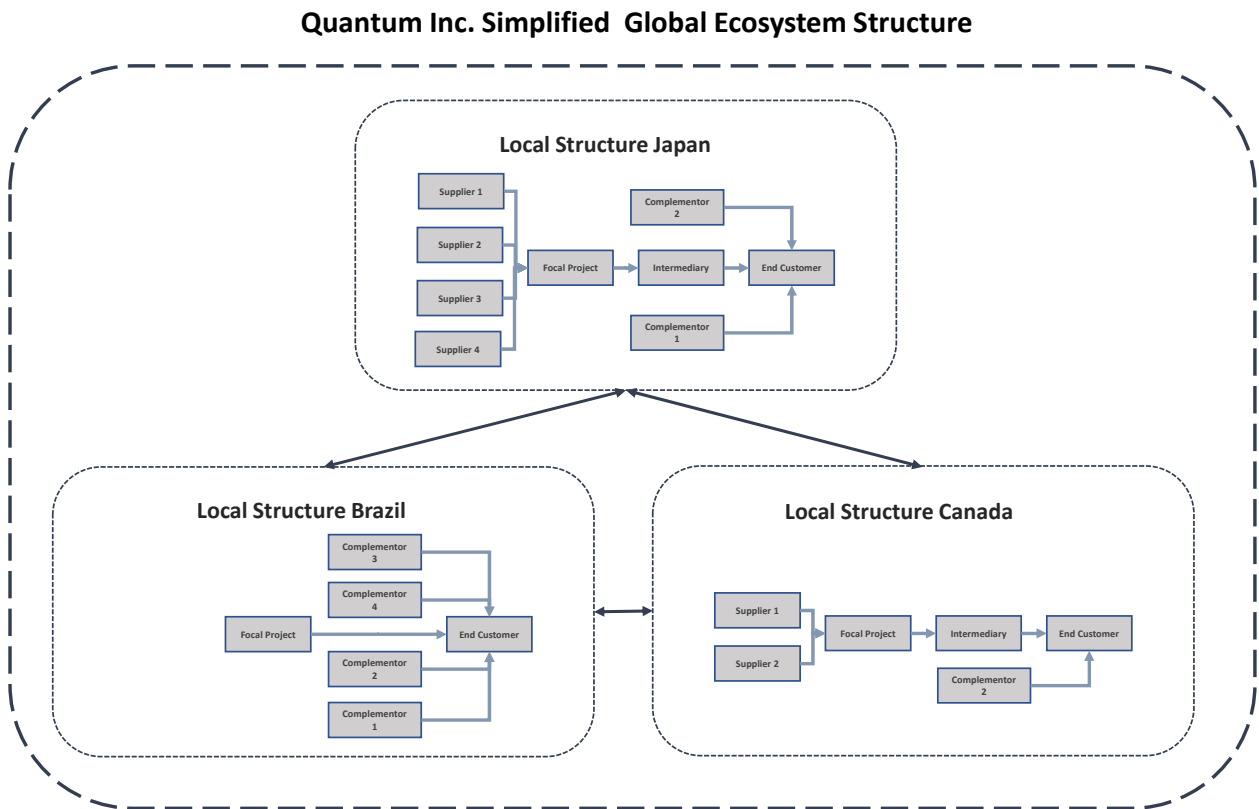 Quantum Inc. Simplified  Global Ecosystem Structure
Local Structure Japan
Supplier 1
Supplier 2
Supplier 3
Supplier 4
Focal Project
Intermediary
Complementor
2
End Customer
Complementor
1
Local Structure Brazil
Complementor
3
Complementor
4
Focal Project
End Customer
Complementor
2
Complementor
1
Local Structure Canada
Supplier 1
Supplier 2
Focal Project
Intermediary
End Customer
Complementor
2